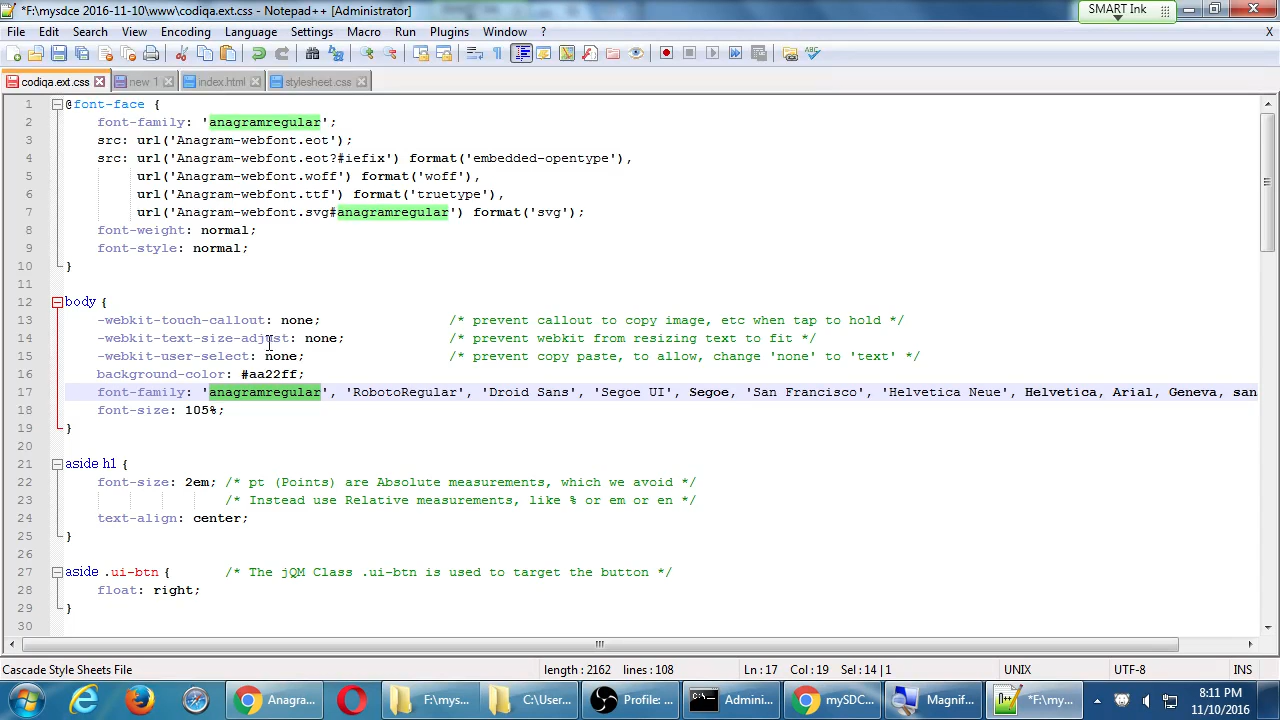 *F:\mysdce 2016-11-10\www\codiqa.ext.css - Notepad++ [Administrator]
SMART Ink
File Edit Search View Encoding Language Settings Macro Run Plugins Window ? X
codiqa.ext.css new 1 index.html stylesheet.css
1 @font-face {
2 font-family: 'anagramregular';
3 src: url('Anagram-webfont.eot');
4 src: url('Anagram-webfont.eot?#iefix') format('embedded-opentype'),
5 url('Anagram-webfont.woff') format('woff'),
6 url('Anagram-webfont.ttf') format('truetype'),
7 url('Anagram-webfont.svg#anagramregular') format('svg');
8 font-weight: normal;
9 font-style: normal;
10 }
11
12 body {
13 -webkit-touch-callout: none; /* prevent callout to copy image, etc when tap to hold */
14 -webkit-text-size-adjust: none; /* prevent webkit from resizing text to fit */
15 -webkit-user-select: none; /* prevent copy paste, to allow, change 'none' to 'text' */
16 background-color: #aa22ff;
17 font-family: 'anagramregular', 'RobotoRegular', 'Droid Sans', 'Segoe UI', Segoe, 'San Francisco', 'Helvetica Neue', Helvetica, Arial, Geneva, san
18 font-size: 105%;
19 }
20
21 aside h1 {
22 font-size: 2em; /* pt (Points) are Absolute measurements, which we avoid */
23 /* Instead use Relative measurements, like % or em or en */
24 text-align: center;
25 }
26
27 aside .ui-btn { /* The jQM Class .ui-btn is used to target the button */
28 float: right;
29 }
30
Cascade Style Sheets File length : 2162 lines : 108 Ln : 17 Col : 19 Sel : 14 | 1 UNIX UTF-8 INS
Anagra... F:\mys... C:\User... Profile: ... Admini... mySDC... Magnif... *F:\my... 8:11 PM
11/10/2016